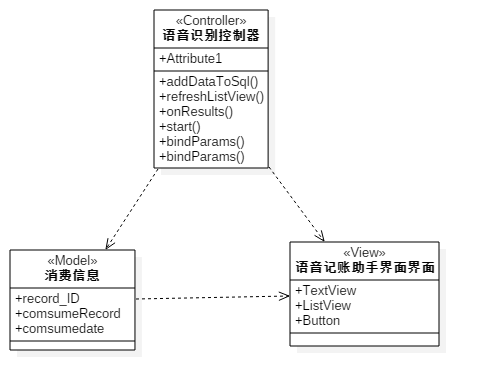 «Controller»
语音识别控制器
+Attribute1
+addDataToSql()
+refreshListView()
+onResults()
+start()
+bindParams()
+bindParams()
«Model»
消费信息
+record_ID
+comsumeRecord
+comsumedate
«View»
语音记账助手界面界面
+TextView
+ListView
+Button